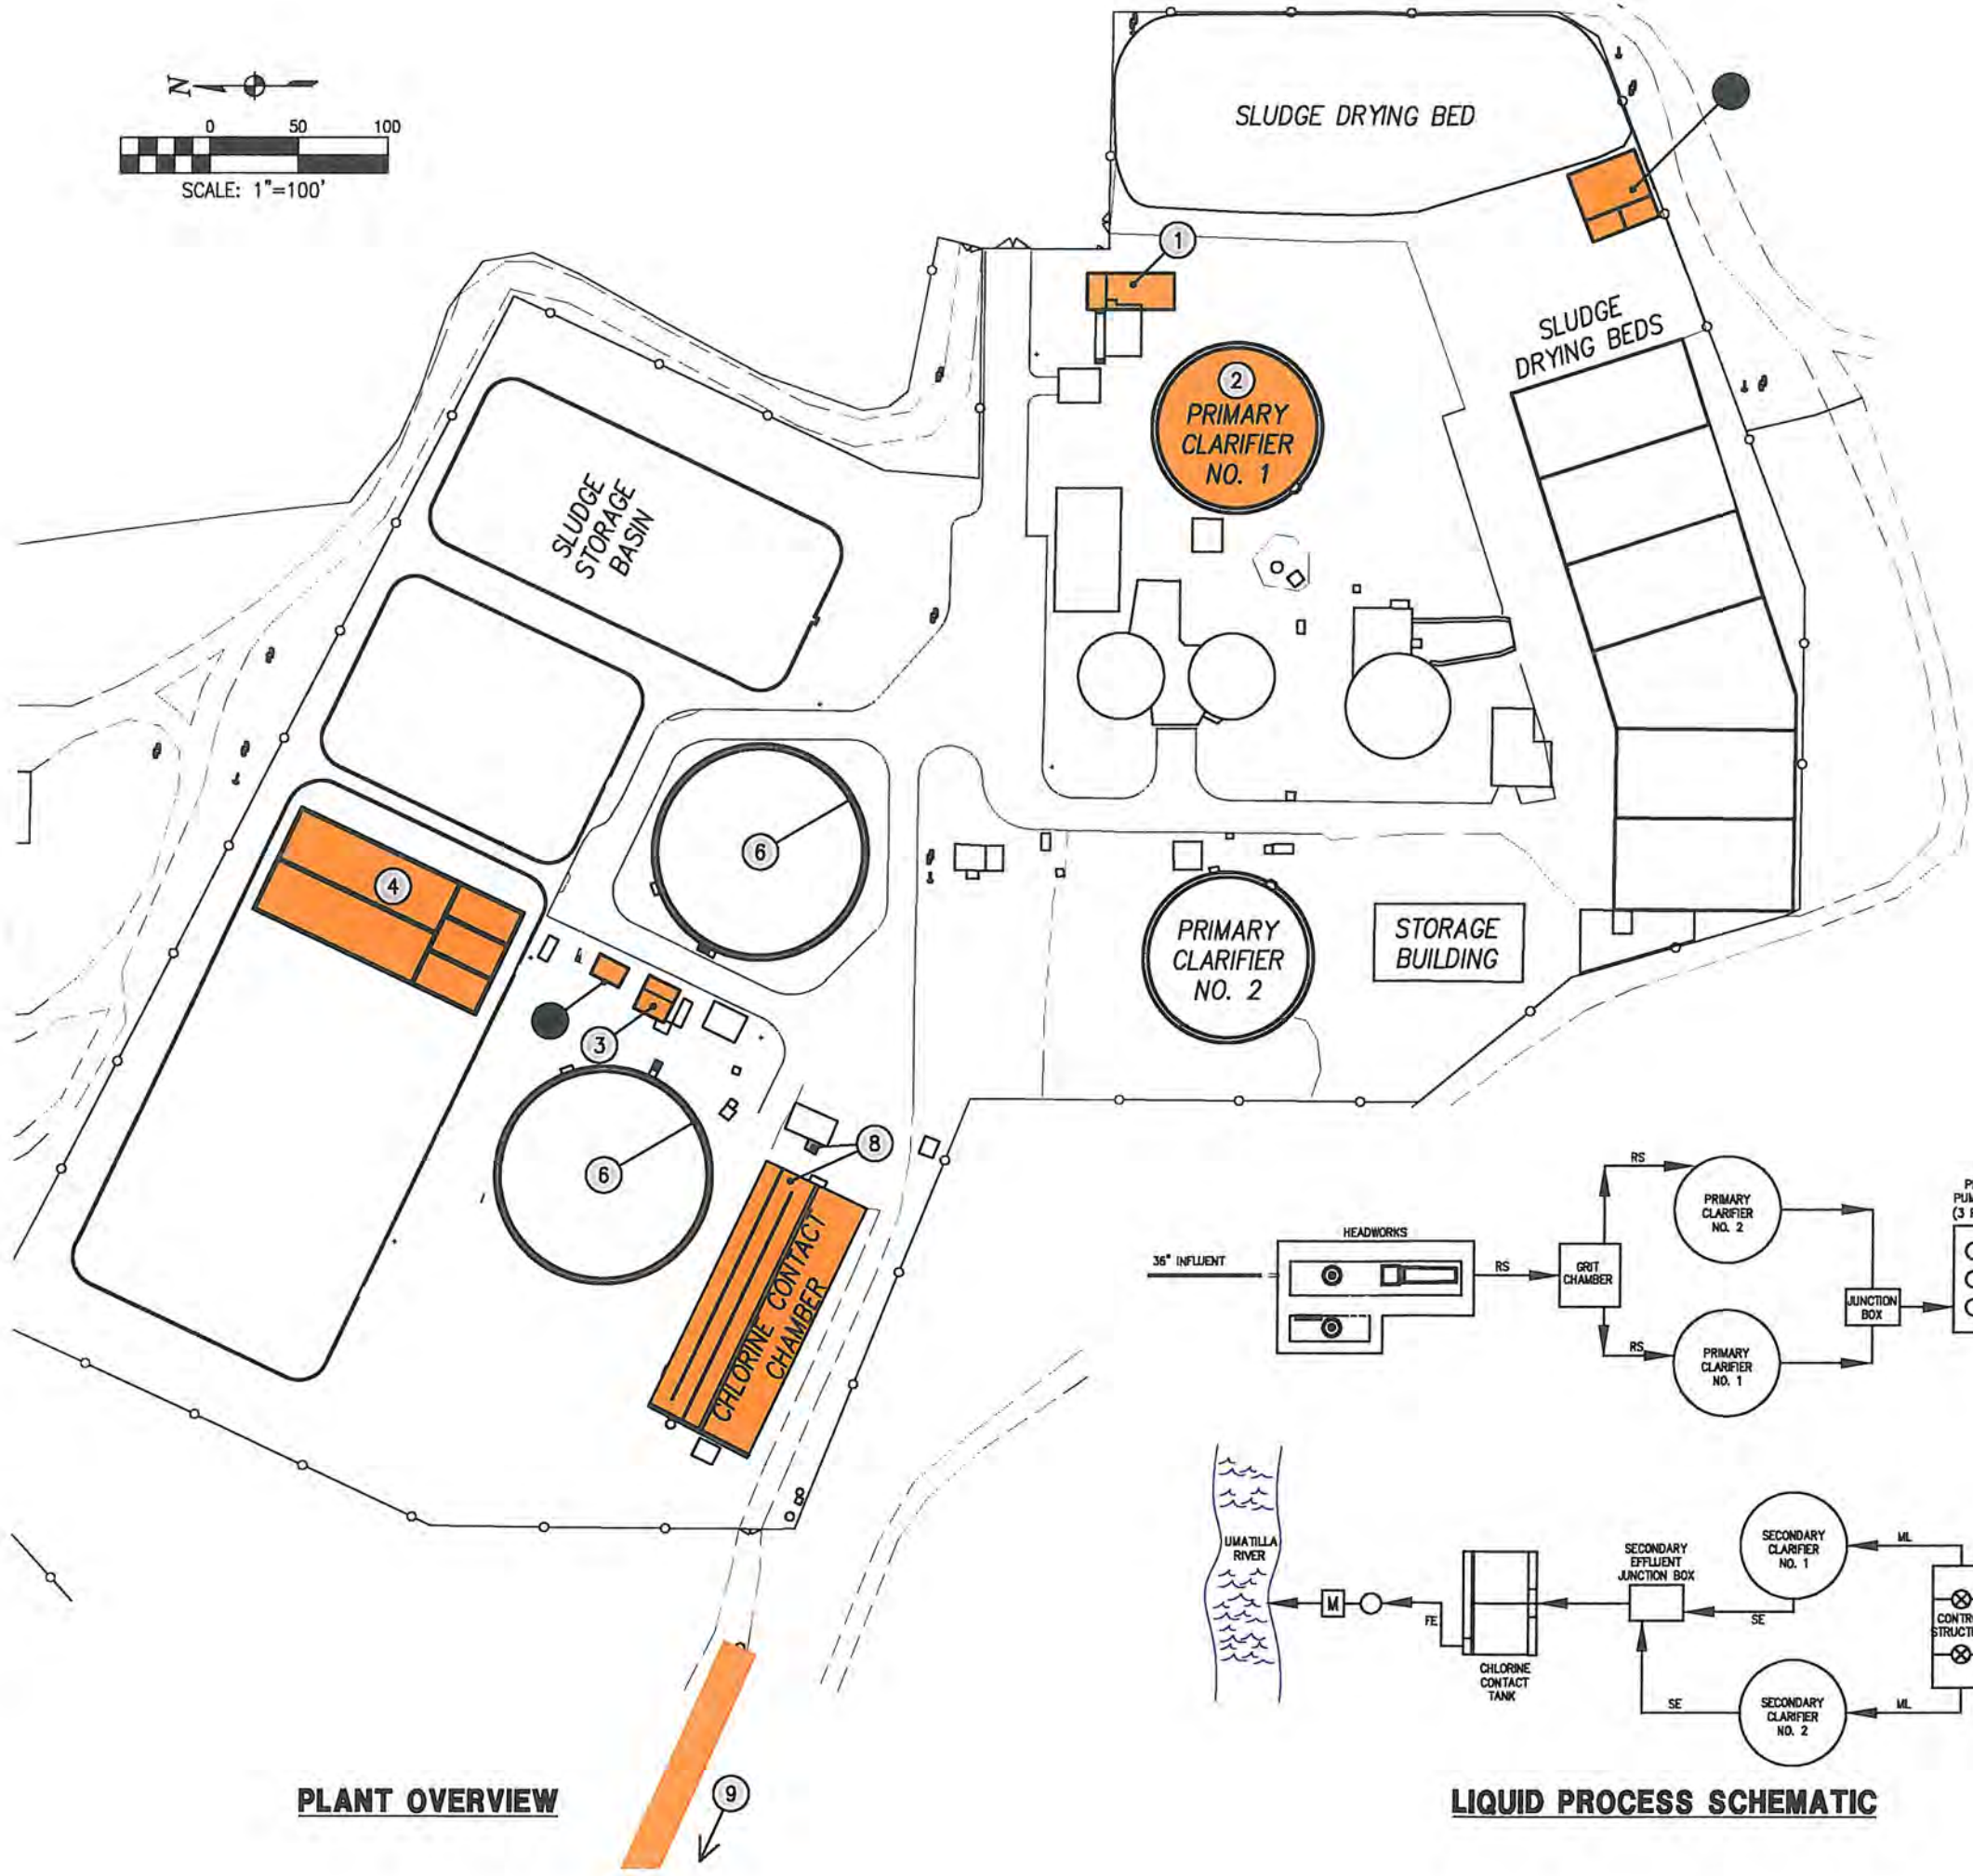 N
0 50 100
SCALE: 1"=100'
SLUDGE DRYING BED
1
2
PRIMARY
CLARIFIER
NO. 1
SLUDGE
DRYING BEDS
SLUDGE
STORAGE
BASIN
4
6
3
6
PRIMARY
CLARIFIER
NO. 2
STORAGE
BUILDING
8
CHLORINE CONTACT
CHAMBER
9
PLANT OVERVIEW
36" INFLUENT
HEADWORKS
RS
GRIT
CHAMBER
RS
PRIMARY
CLARIFIER
NO. 2
RS
PRIMARY
CLARIFIER
NO. 1
JUNCTION
BOX
UMATILLA
RIVER
M
FE
CHLORINE
CONTACT
TANK
SECONDARY
EFFLUENT
JUNCTION BOX
SE
SECONDARY
CLARIFIER
NO. 1
ML
SE
SECONDARY
CLARIFIER
NO. 2
ML
LIQUID PROCESS SCHEMATIC